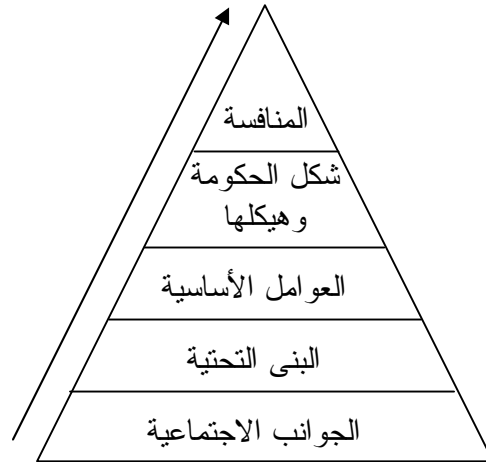 المنافسة
شكل الحكومة
وهيكلها
العوامل الأساسية
البنى التحتية
الجوانب الاجتماعية